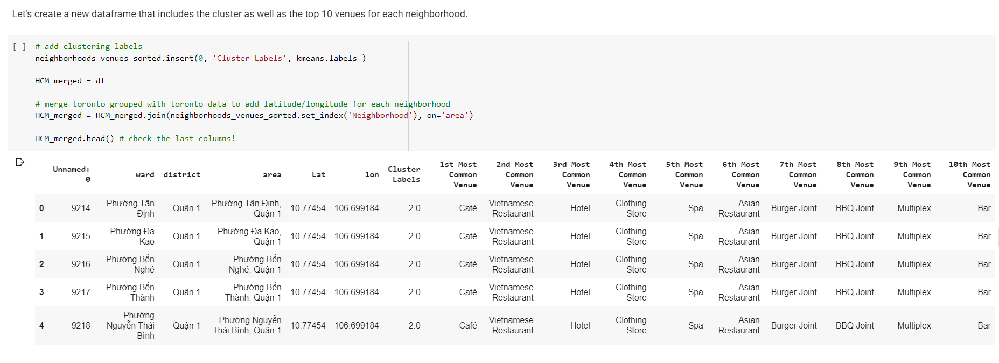 Let's create a new dataframe that includes the cluster as well as the top 10 venues for each neighborhood.
[ ] # add clustering labels
neighborhoods_venues_sorted.insert(0, 'Cluster Labels', kmeans.labels_)
HCM_merged = df
# merge toronto_grouped with toronto_data to add latitude/longitude for each neighborhood
HCM_merged = HCM_merged.join(neighborhoods_venues_sorted.set_index('Neighborhood'), on='area')
HCM_merged.head() # check the last columns!
Unnamed: 0 ward district area Lat lon Cluster Labels 1st Most Common Venue 2nd Most Common Venue 3rd Most Common Venue 4th Most Common Venue 5th Most Common Venue 6th Most Common Venue 7th Most Common Venue 8th Most Common Venue 9th Most Common Venue 10th Most Common Venue
0 9214 Phường Tân Định Quận 1 Phường Tân Định, Quận 1 10.77454 106.699184 2.0 Café Vietnamese Restaurant Hotel Clothing Store Spa Asian Restaurant Burger Joint BBQ Joint Multiplex Bar
1 9215 Phường Đa Kao Quận 1 Phường Đa Kao, Quận 1 10.77454 106.699184 2.0 Café Vietnamese Restaurant Hotel Clothing Store Spa Asian Restaurant Burger Joint BBQ Joint Multiplex Bar
2 9216 Phường Bến Nghé Quận 1 Phường Bến Nghé, Quận 1 10.77454 106.699184 2.0 Café Vietnamese Restaurant Hotel Clothing Store Spa Asian Restaurant Burger Joint BBQ Joint Multiplex Bar
3 9217 Phường Bến Thành Quận 1 Phường Bến Thành, Quận 1 10.77454 106.699184 2.0 Café Vietnamese Restaurant Hotel Clothing Store Spa Asian Restaurant Burger Joint BBQ Joint Multiplex Bar
4 9218 Phường Nguyễn Thái Bình Quận 1 Phường Nguyễn Thái Bình, Quận 1 10.77454 106.699184 2.0 Café Vietnamese Restaurant Hotel Clothing Store Spa Asian Restaurant Burger Joint BBQ Joint Multiplex Bar